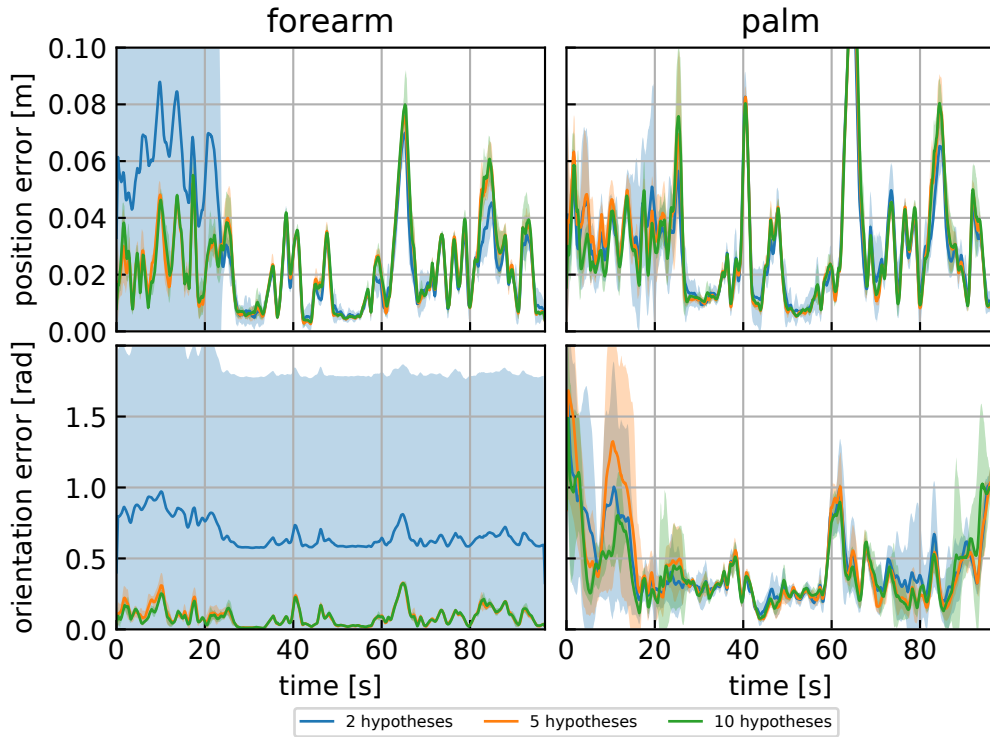 forearm palm
position error [m]
0.10
0.08
0.06
0.04
0.02
0.00
orientation error [rad]
1.5
1.0
0.5
0.0
0 20 40 60 80 0 20 40 60 80
time [s] time [s]
2 hypotheses 5 hypotheses 10 hypotheses